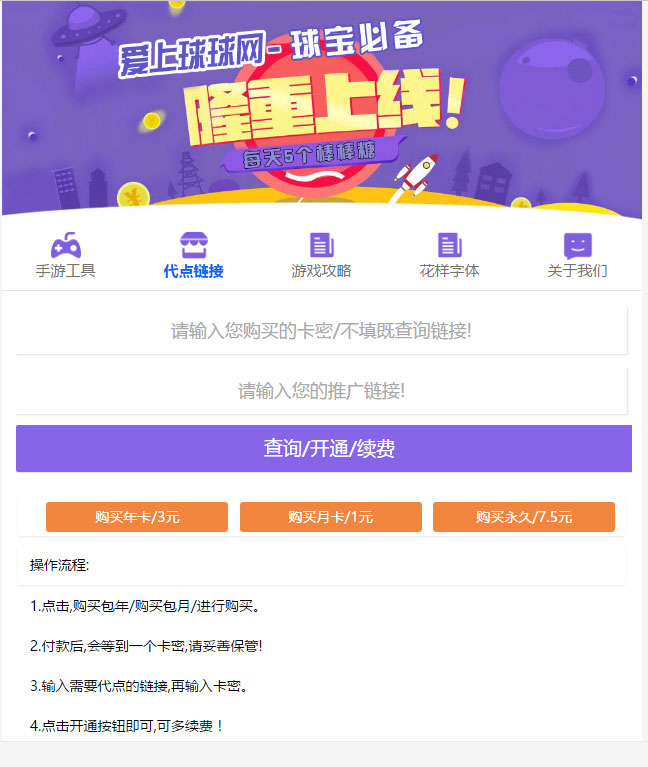 爱上球球网-球宝必备
隆重上线!
每天5个棒棒糖
手游工具 代点链接 游戏攻略 花样字体 关于我们
请输入您购买的卡密/不填既查询链接!
请输入您的推广链接!
查询/开通/续费
购买年卡/3元 购买月卡/1元 购买永久/7.5元
操作流程:
1.点击,购买包年/购买包月/进行购买。
2.付款后,会等到一个卡密,请妥善保管!
3.输入需要代点的链接,再输入卡密。
4.点击开通按钮即可,可多续费！